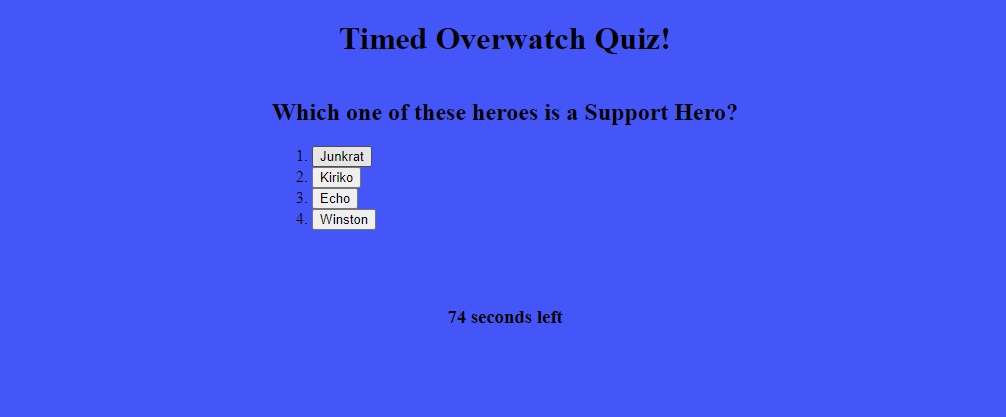 Timed Overwatch Quiz!
Which one of these heroes is a Support Hero?
1. Junkrat
2. Kiriko
3. Echo
4. Winston
74 seconds left